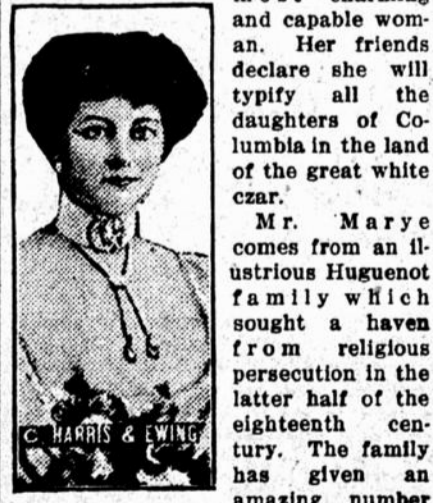 C. HARRIS & EWING
and capable wom-
an. Her friends
declare she will
typify all the
daughters of Co-
lumbia in the land
of the great white
czar.
Mr. Marye
comes from an il-
lustrious Huguenot
family which
sought a haven
from religious
persecution in the
latter half of the
eighteenth cen-
tury. The family
has given an
amazing number